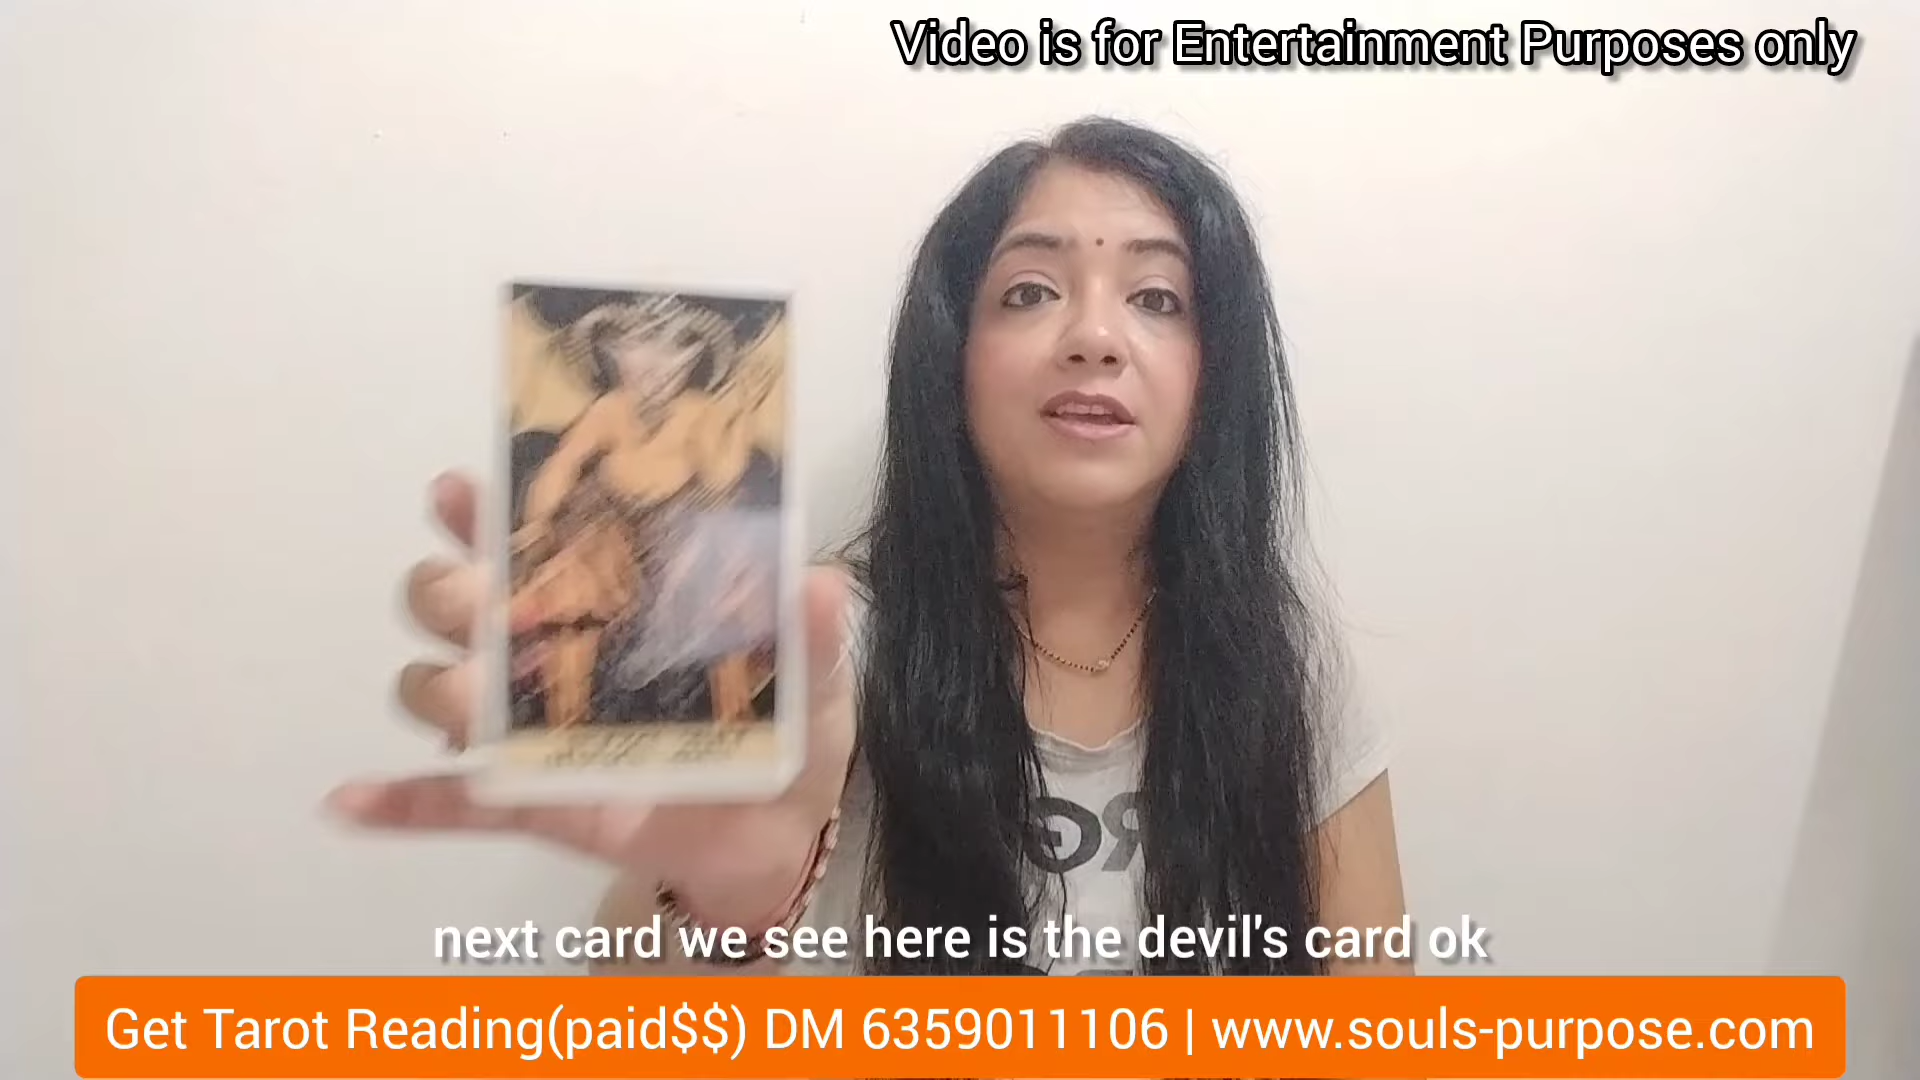 Video is for Entertainment Purposes only
next card we see here is the devil's card ok
Get Tarot Reading(paid$$) DM 6359011106 | www.souls-purpose.com